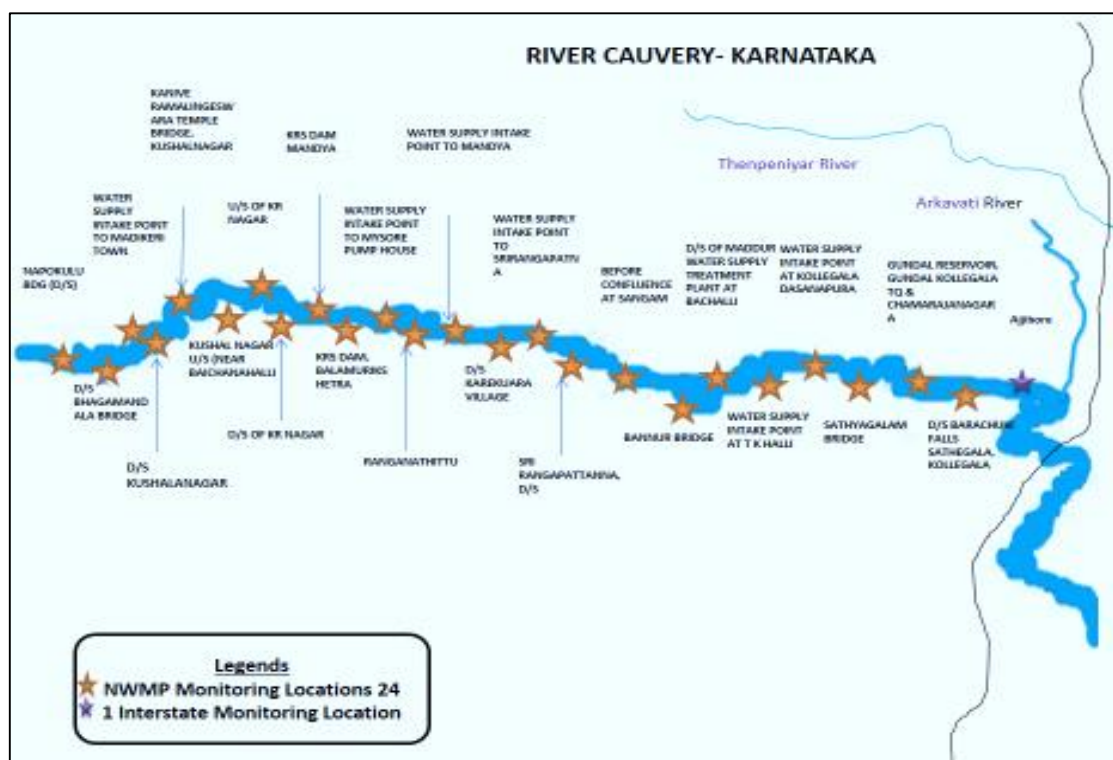 RIVER CAUVERY- KARNATAKA
KANIVE
RAMALINGESW
ARA TEMPLE
BRIDGE,
KUSHALNAGAR
KRS DAM
MANDYA
WATER SUPPLY INTAKE
POINT TO MANDYA
Thenpeniyar River
Arkavati River
WATER
SUPPLY
INTAKE POINT
TO MADIKERI
TOWN
U/S OF KR
NAGAR
WATER SUPPLY
INTAKE POINT
TO MYSORE
PUMP HOUSE
WATER SUPPLY
INTAKE POINT
TO
SRIRANGAPATN
A
NAPOKULU
BDG (D/S)
BEFORE
CONFLUENCE
AT SANGAM
D/S OF MADDUR
WATER SUPPLY
TREATMENT
PLANT AT
BACHALLI
WATER SUPPLY
INTAKE POINT
AT KOLLEGALA
DASANAPURA
GUNDAL RESERVOIR,
GUNDAL KOLLEGALA
TQ &
CHAMARAJANAGAR
A
Ajibore
D/S
BHAGAMAND
ALA BRIDGE
KUSHAL NAGAR
U/S (NEAR
BAICHANAHALLI
KRS DAM,
BALAMURIKS
HETRA
D/S
KAREKUARA
VILLAGE
BANNUR BRIDGE
WATER SUPPLY
INTAKE POINT
AT T K HALLI
SATHYAGALAM
BRIDGE
D/S BARACHUKI
FALLS
SATHEGALA,
KOLLEGALA
D/S
KUSHALANAGAR
D/S OF KR NAGAR
RANGANATHITTU
SRI
RANGAPATTANNA,
D/S
Legends
NWMP Monitoring Locations 24
1 Interstate Monitoring Location